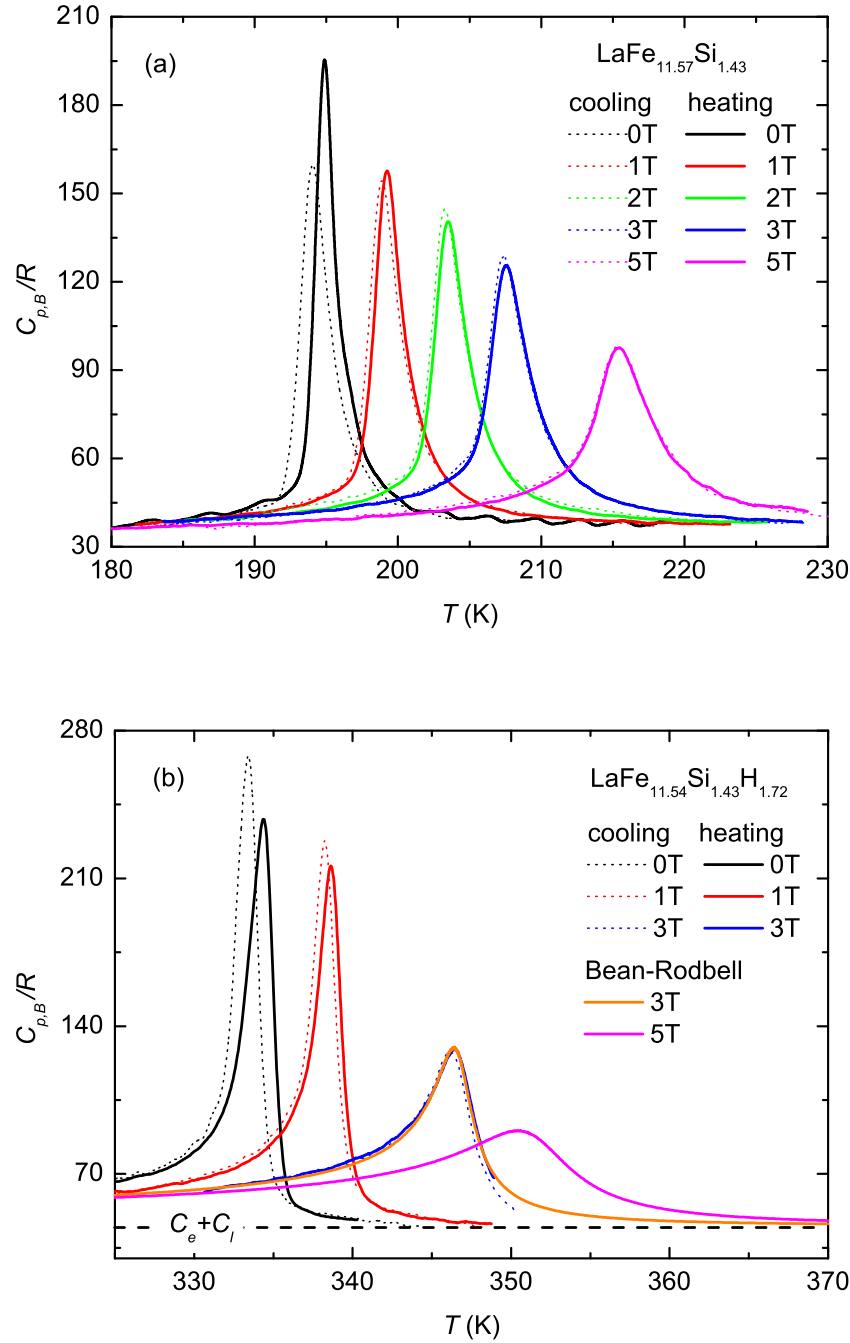 210
(a)
LaFe11.57Si1.43
180
cooling heating
0T 0T
150
1T 1T
2T 2T
120
3T 3T
5T 5T
Cp,B/R
90
60
30
180 190 200 210 220 230
T (K)
280
(b)
LaFe11.54Si1.43H1.72
cooling heating
0T 0T
210
1T 1T
3T 3T
Bean-Rodbell
3T
Cp,B/R
140
5T
70
Ce+Cl
330 340 350 360 370
T (K)